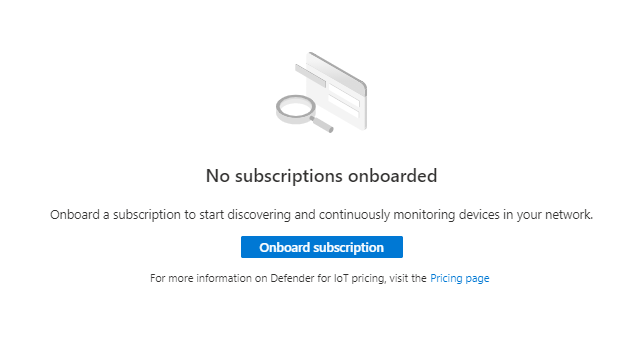 No subscriptions onboarded
Onboard a subscription to start discovering and continuously monitoring devices in your network.
Onboard subscription
For more information on Defender for IoT pricing, visit the Pricing page